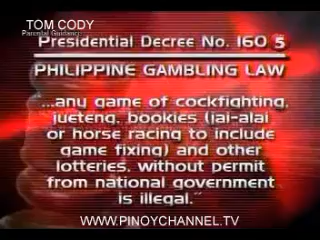 TOM CODY
Parental Guidance
Presidential Decree No. 160 5
PHILIPPINE GAMBLING LAW
"...any game of cockfighting,
jueteng, bookies (jai-alai
or horse racing to include
game fixing) and other
lotteries, without permit
from national government
is illegal."
WWW.PINOYCHANNEL.TV